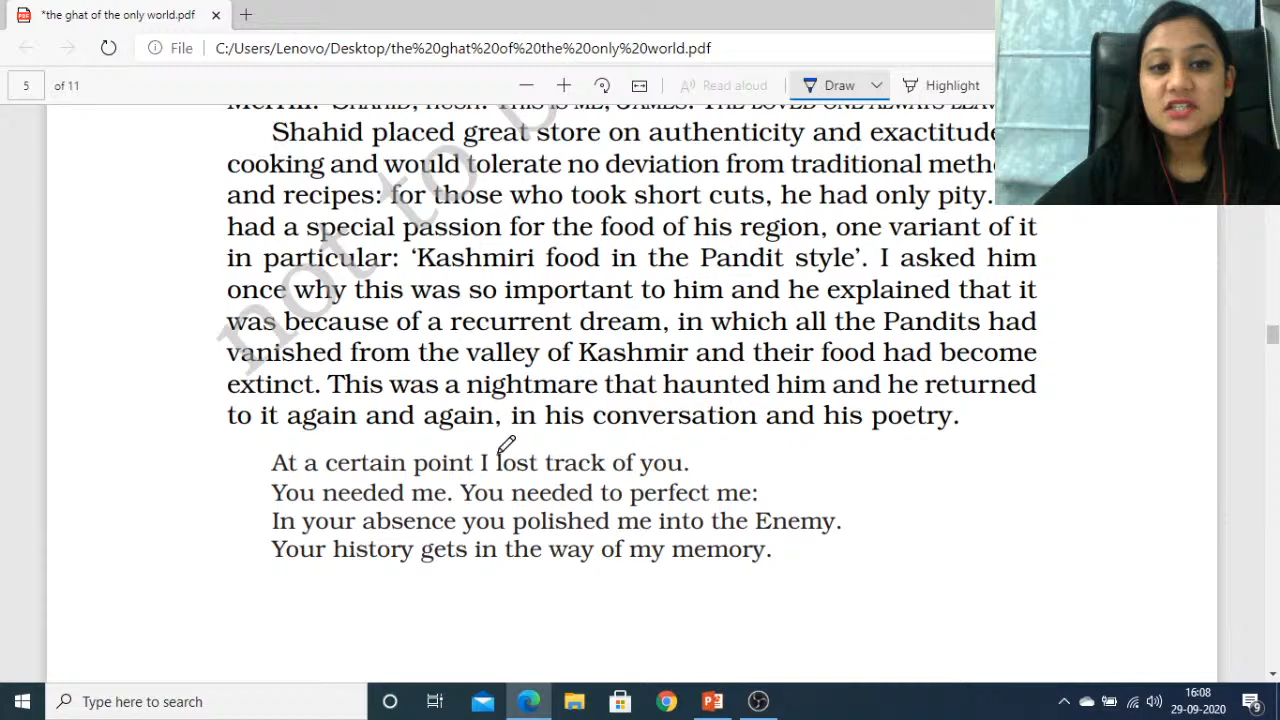 *the ghat of the only world.pdf
File
C:/Users/Lenovo/Desktop/the%20ghat%20of%20the%20only%20world.pdf
5 of 11
Read aloud
Draw
Highlight
Shahid placed great store on authenticity and exactitude
cooking and would tolerate no deviation from traditional
and recipes: for those who took short cuts, he had only pity.
had a special passion for the food of his region, one variant of it
in particular: ‘Kashmiri food in the Pandit style’. I asked him
once why this was so important to him and he explained that it
was because of a recurrent dream, in which all the Pandits had
vanished from the valley of Kashmir and their food had become
extinct. This was a nightmare that haunted him and he returned
to it again and again, in his conversation and his poetry.
At a certain point I lost track of you.
You needed me. You needed to perfect me:
In your absence you polished me into the Enemy.
Your history gets in the way of my memory.
not to
Type here to search
16:08
29-09-2020
9